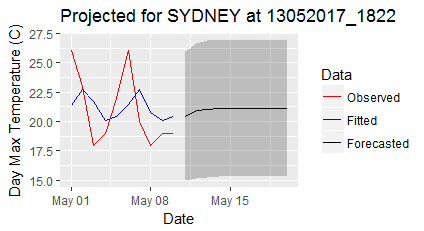 Projected for SYDNEY at 13052017_1822
Day Max Temperature (C)
27.5
25.0
22.5
20.0
17.5
15.0
May 01
May 08
May 15
Date
Data
Observed
Fitted
Forecasted